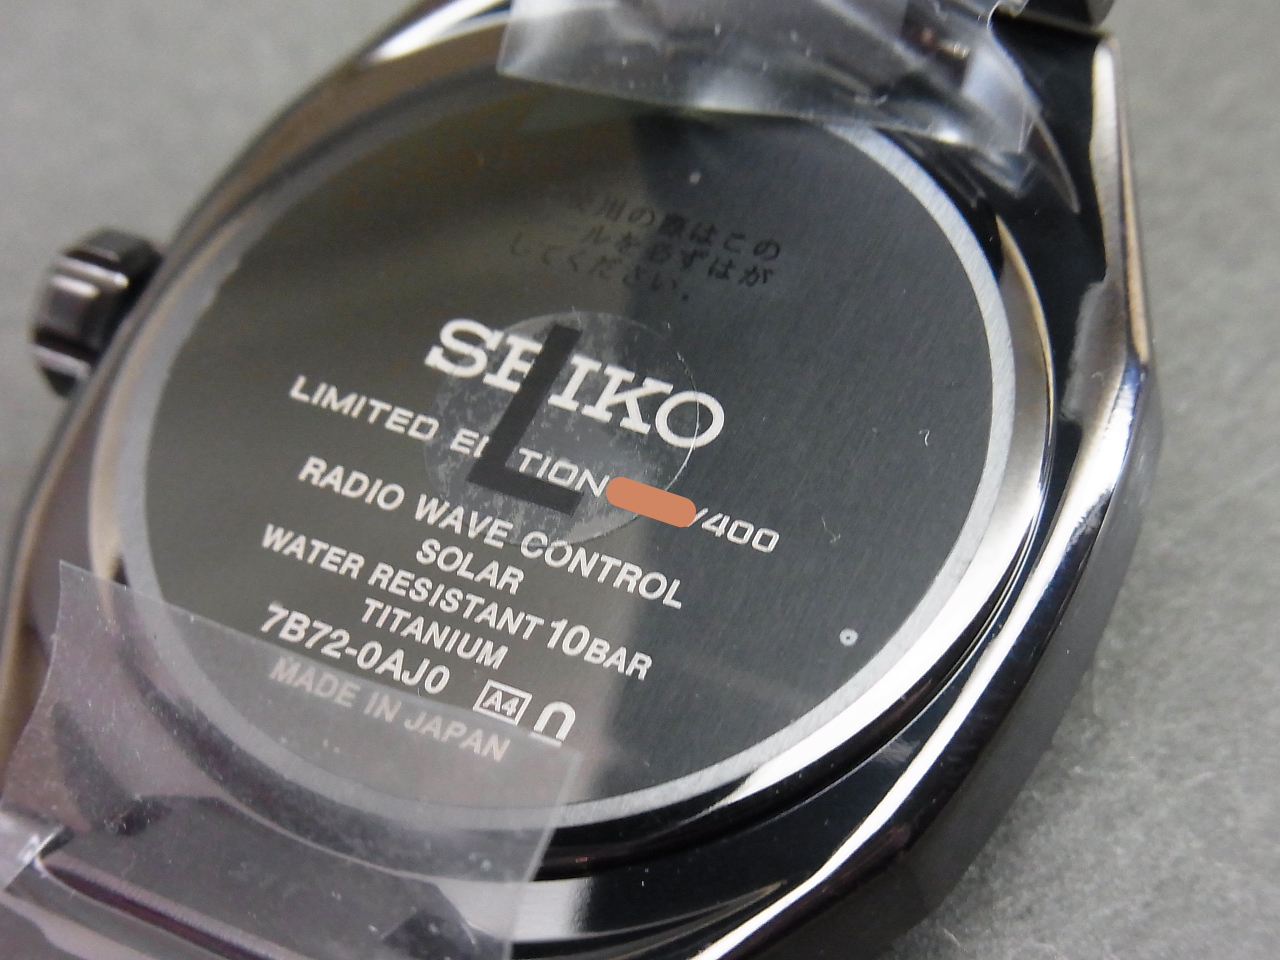 使用の際はこの
ールを必ずはが
してください。
SEIKO
L
LIMITED EDITION /400
RADIO WAVE CONTROL
SOLAR
WATER RESISTANT 10BAR
TITANIUM
7B72-0AJ0 A4
MADE IN JAPAN